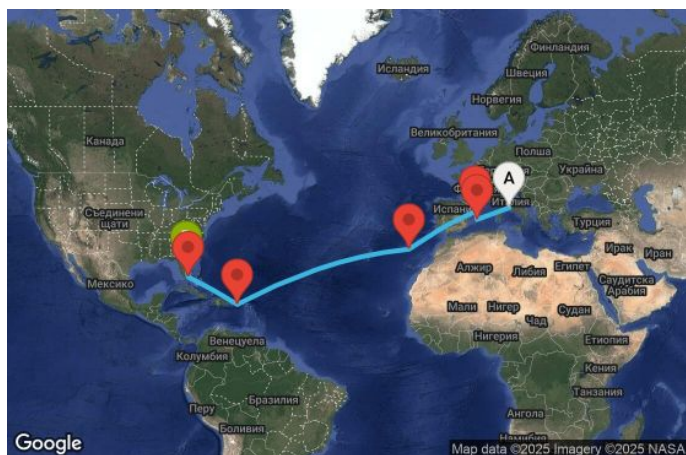 Исландия
Финландия
Швеция
Норвегия
Канада
Великобритания
Полша
Украйна
A
Италия
Испания
Съединени
щати
Турция
Ирак
Иран
Алжир
Либия
Египет
Саудитска
Арабия
Мексико
Мали
Нигер
Чад
Судан
Нигерия
Етиопия
Венецуела
Колумбия
Кения
Танзания
Перу
Бразилия
Ангола
Боливия
Намибия
Google
Map data ©2025 Imagery ©2025 NASA